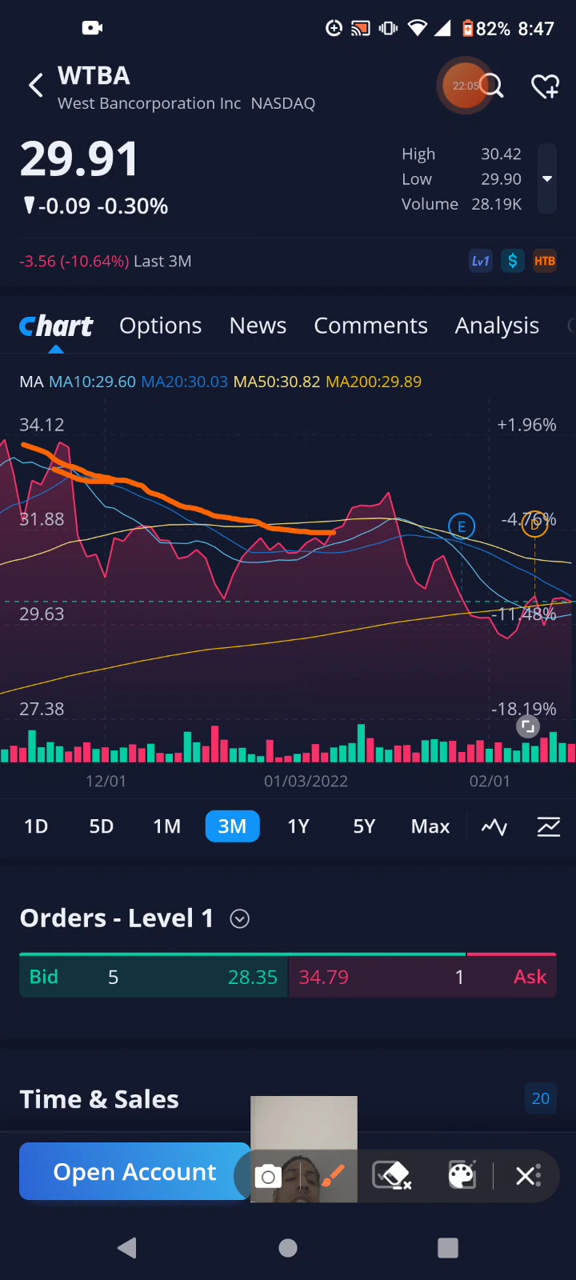 82% 8:47
WTBA
22:05
West Bancorporation Inc NASDAQ
29.91
-0.09 -0.30%
High 30.42
Low 29.90
Volume 28.19K
-3.56 (-10.64%) Last 3M
Lv1 $ HTB
Chart Options News Comments Analysis
MA MA10:29.60 MA20:30.03 MA50:30.82 MA200:29.89
34.12 +1.96%
31.88 E -4.76%
29.63 -11.48%
27.38 -18.19%
12/01 01/03/2022 02/01
1D 5D 1M 3M 1Y 5Y Max
Orders - Level 1
Bid 5 28.35 34.79 1 Ask
Time & Sales 20
Open Account